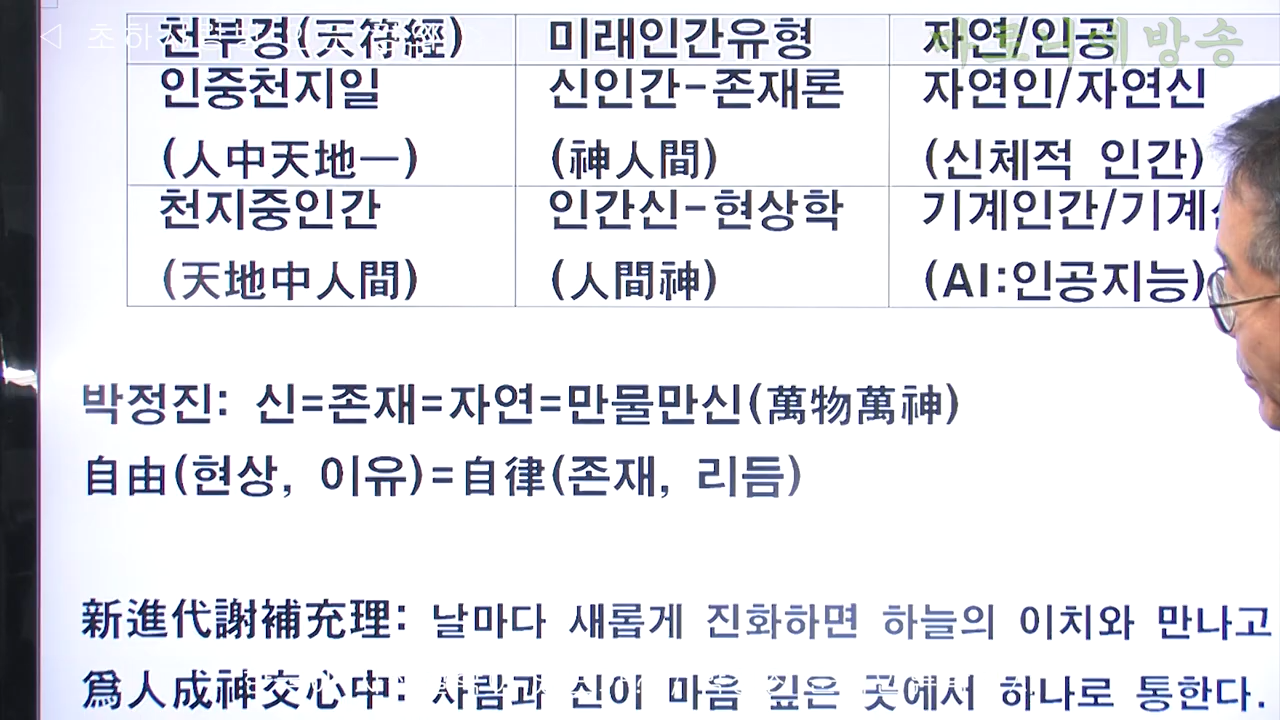 천부경(天符經) 미래인간유형 자연/인공
인중천지일 신인간-존재론 자연인/자연신
(人中天地一) (神人間) (신체적 인간)
천지중인간 인간신-현상학 기계인간/기계
(天地中人間) (人間神) (AI:인공지능)
박정진: 신=존재=자연=만물만신(萬物萬神)
自由(현상, 이유)=自律(존재, 리듬)
新進代謝補充理: 날마다 새롭게 진화하면 하늘의 이치와 만나고
爲人成神交心中: 사람과 신이 마음 깊은 곳에서 하나로 통한다.